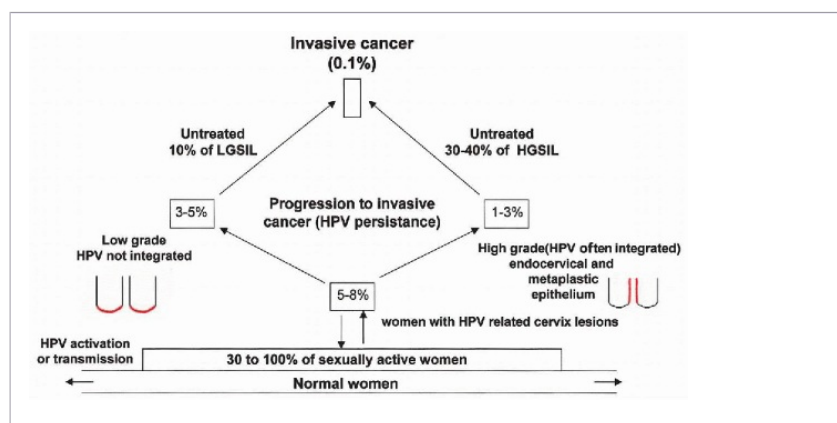 Invasive cancer
(0.1%)
Untreated
10% of LGSIL
Untreated
30-40% of HGSIL
3-5%
Progression to invasive
cancer (HPV persistance)
1-3%
Low grade
HPV not integrated
High grade(HPV often integrated)
endocervical and
metaplastic
epithelium
5-8%
women with HPV related cervix lesions
HPV activation
or transmission
30 to 100% of sexually active women
Normal women